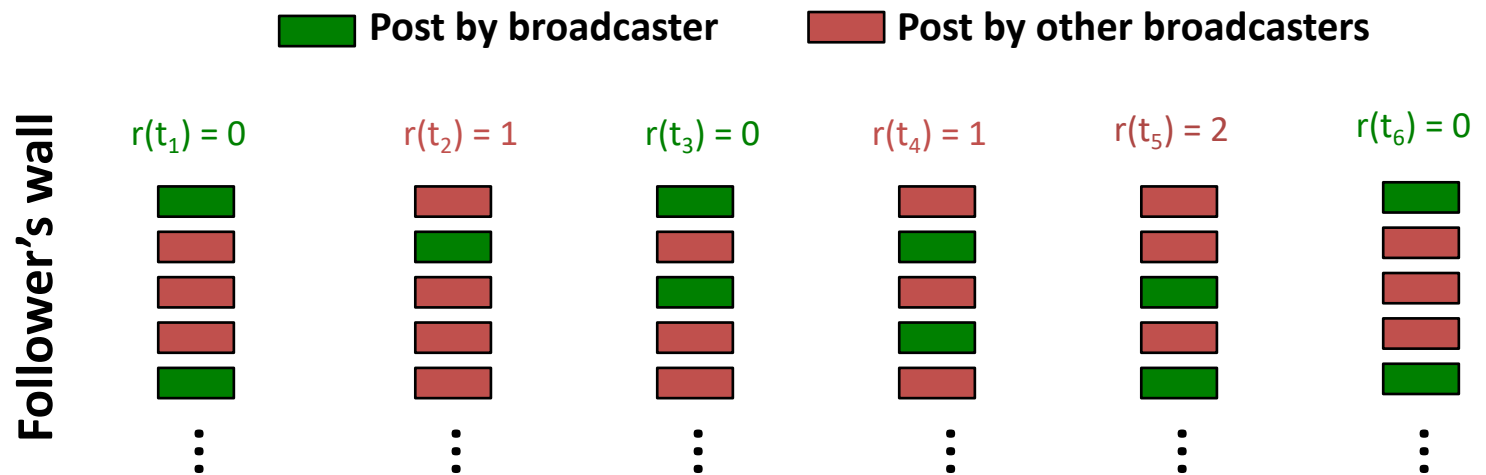 Post by broadcaster
Post by other broadcasters
Follower's wall
r(t₁) = 0
r(t₂) = 1
r(t₃) = 0
r(t₄) = 1
r(t₅) = 2
r(t₆) = 0